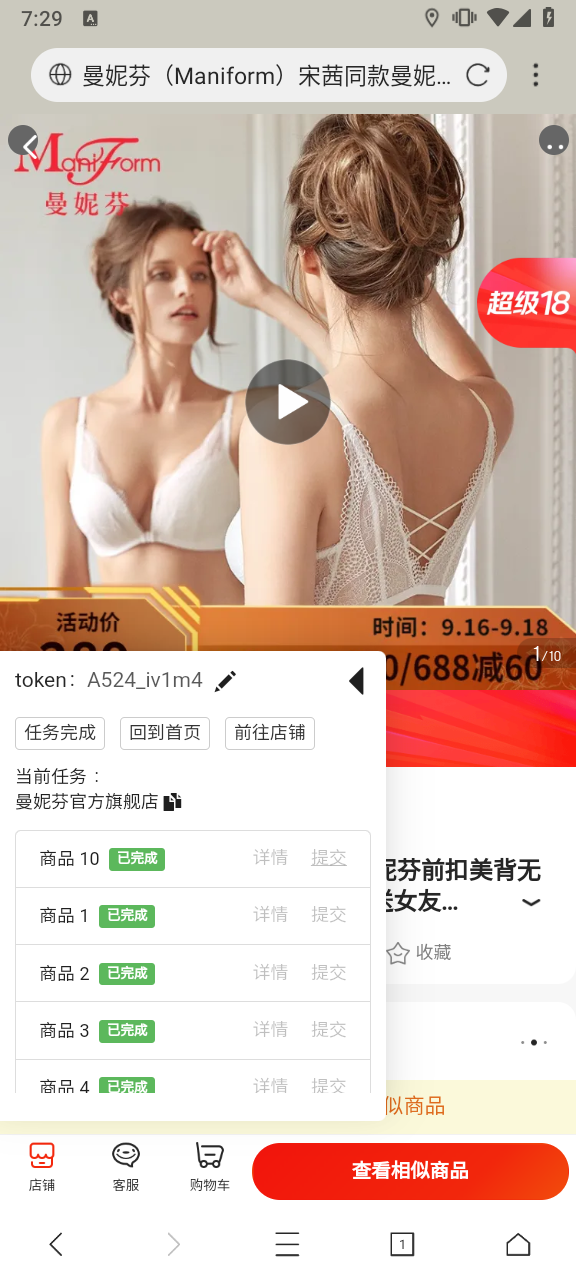 7:29
A
曼妮芬（Maniform）宋茜同款曼妮...
ManiForm
曼妮芬
超级18
活动价
时间：9.16-9.18
0/688减60
1/10
token： A524_iv1m4
任务完成 回到首页 前往店铺
当前任务：
曼妮芬官方旗舰店
商品 10 已完成 详情 提交
商品 1 已完成 详情 提交
商品 2 已完成 详情 提交
商品 3 已完成 详情 提交
商品 4 已完成 详情 提交
芬前扣美背无
送女友...
收藏
似商品
店铺 客服 购物车 查看相似商品
1